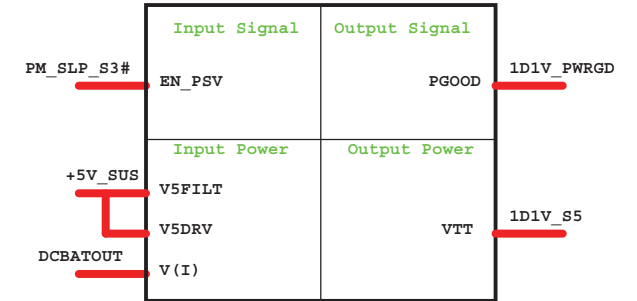 Input Signal Output Signal
PM_SLP_S3# EN_PSV PGOOD 1D1V_PWRGD
Input Power Output Power
+5V_SUS V5FILT
V5DRV VTT 1D1V_S5
DCBATOUT V(I)